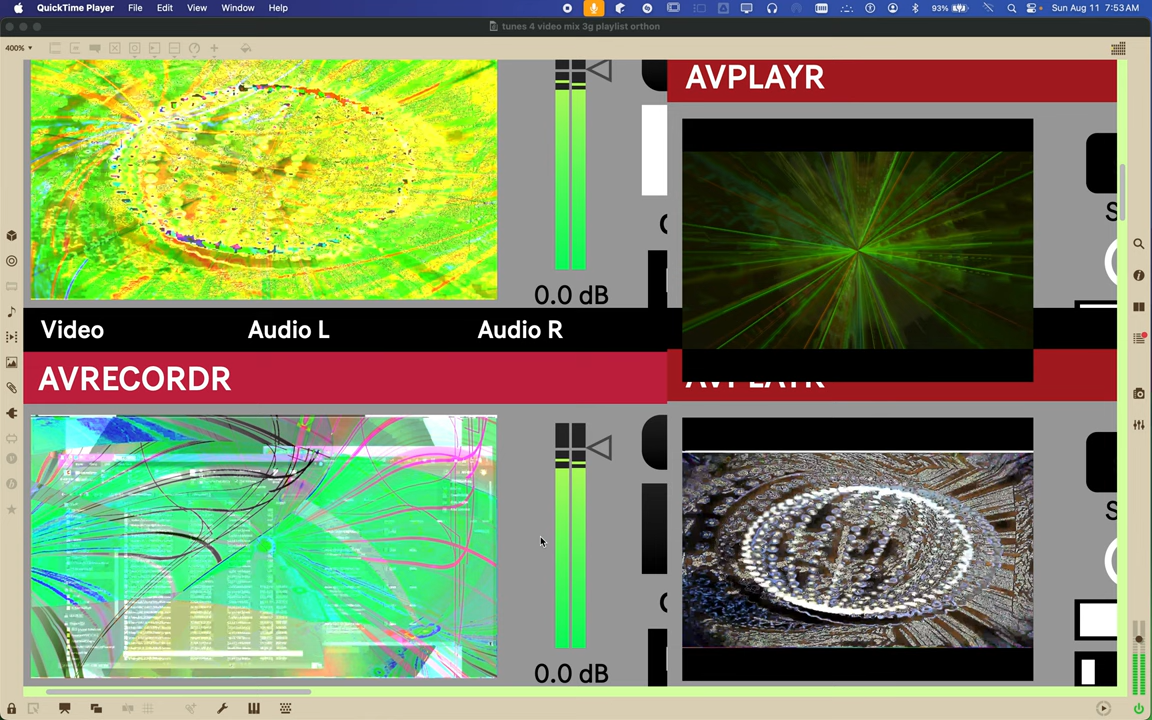 QuickTime Player File Edit View Window Help 93% Sun Aug 11 7:53 AM
tunes 4 video mix 3g playlist orthon
400%
AVPLAYR
S
0.0 dB
Video Audio L Audio R
AVRECORDR
AVPLAYR
S
0.0 dB